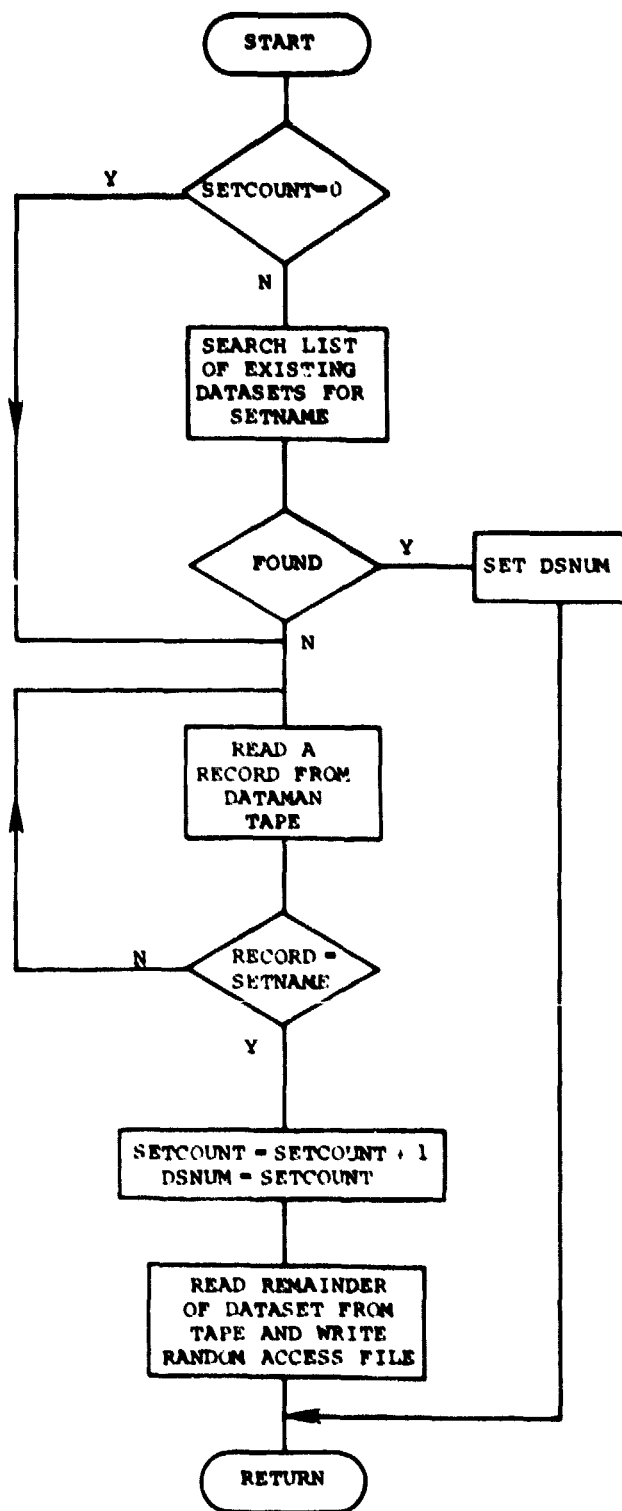 START
Y
SETCOUNT=0
N
SEARCH LIST
OF EXISTING
DATASETS FOR
SETNAME
FOUND
Y
SET DSNUM
N
READ A
RECORD FROM
DATAMAN
TAPE
N
RECORD =
SETNAME
Y
SETCOUNT = SETCOUNT + 1
DSNUM = SETCOUNT
READ REMAINDER
OF DATASET FROM
TAPE AND WRITE
RANDOM ACCESS FILE
RETURN